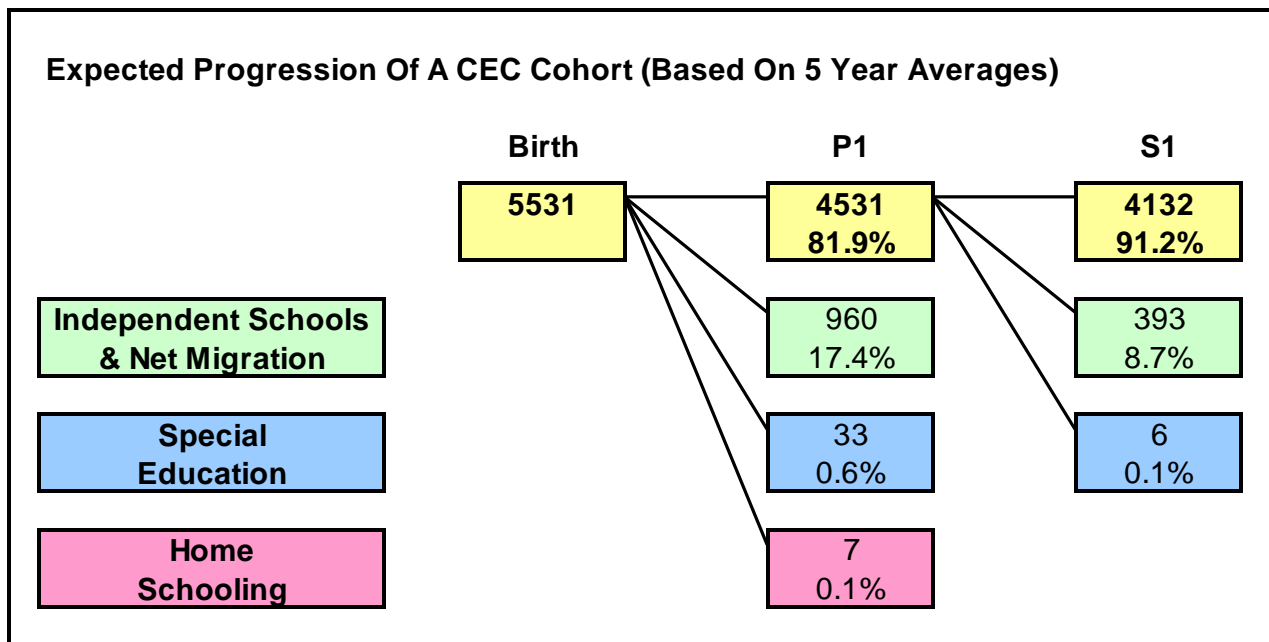 Expected Progression Of A CEC Cohort (Based On 5 Year Averages)
Birth P1 S1
5531 4531 4132
81.9% 91.2%
Independent Schools 960 393
& Net Migration 17.4% 8.7%
Special 33 6
Education 0.6% 0.1%
Home 7
Schooling 0.1%